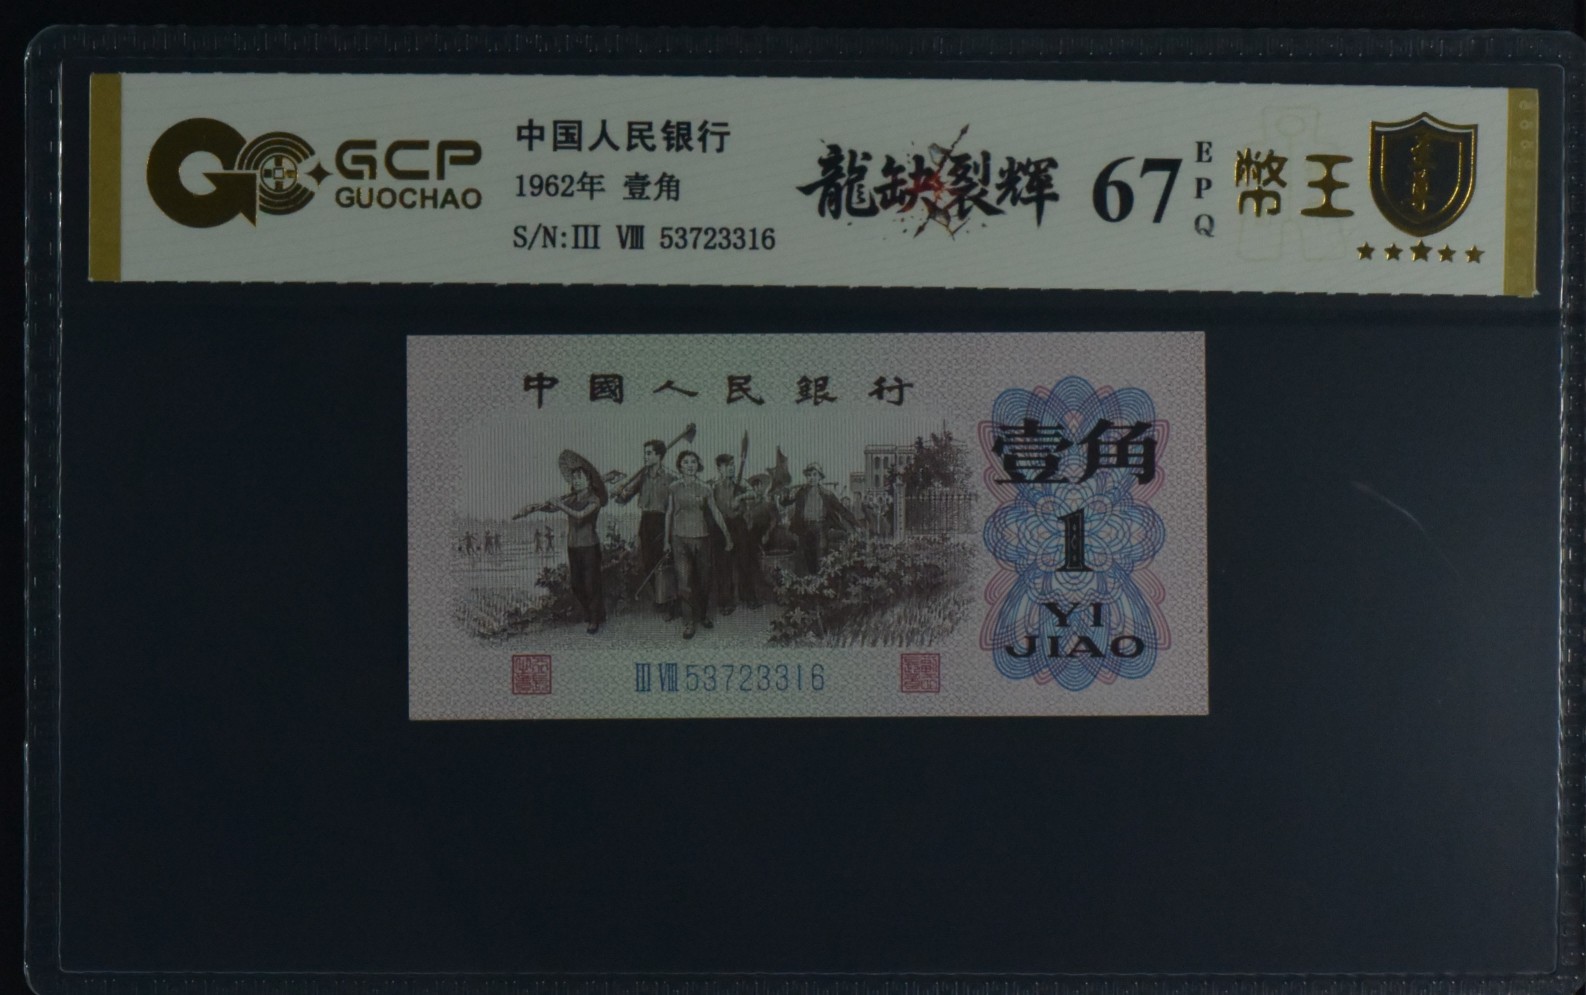 GCP
GUOCHAO
中国人民银行
1962年 壹角
S/N:III VIII 53723316
龍缺裂輝
67
EPQ
幣王
中國人民銀行
壹角
1
YI
JIAO
III VIII 53723316